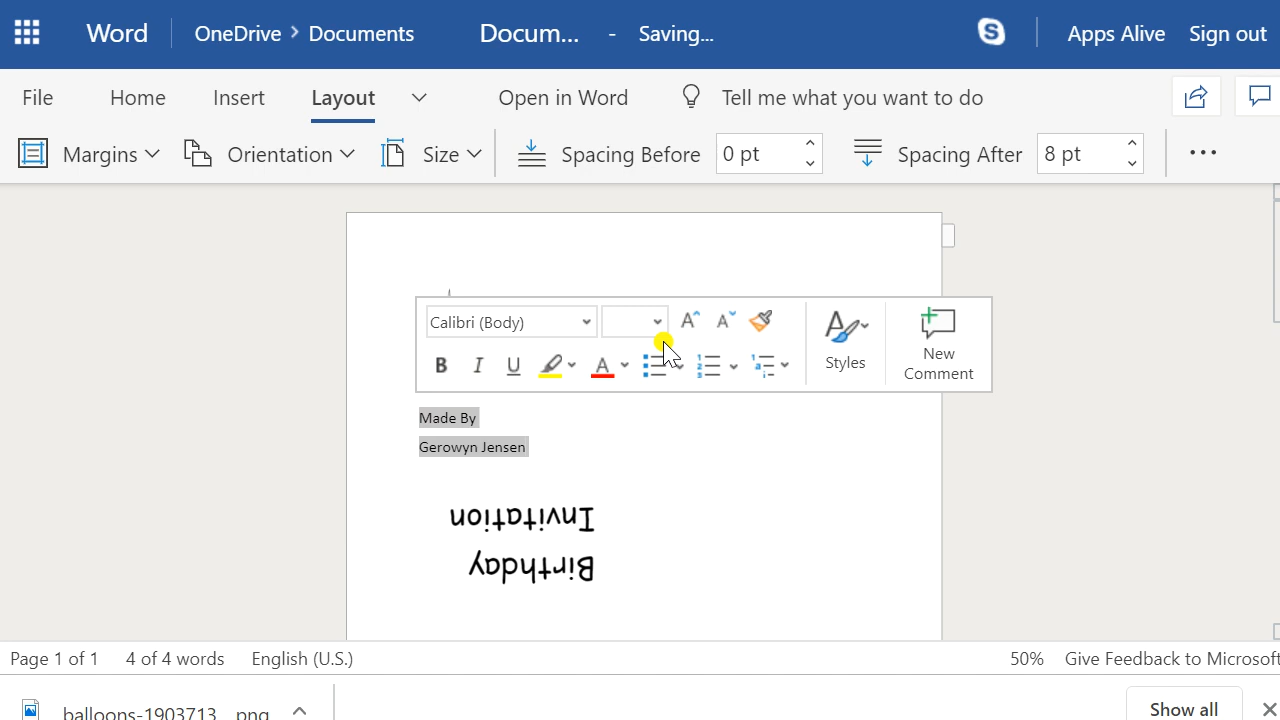 Word OneDrive > Documents Docum... - Saving... Apps Alive Sign out
File Home Insert Layout Open in Word Tell me what you want to do
Margins Orientation Size Spacing Before 0 pt Spacing After 8 pt ...
Calibri (Body) A A
B I U A Styles New Comment
Made By
Gerowyn Jensen
Invitation
Birthday
Page 1 of 1 4 of 4 words English (U.S.) 50% Give Feedback to Microsoft
balloons-1903713....png Show all